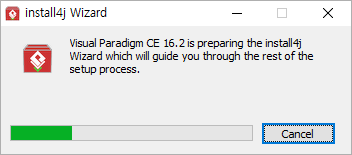 install4j Wizard
Visual Paradigm CE 16.2 is preparing the install4j
Wizard which will guide you through the rest of the
setup process.
Cancel